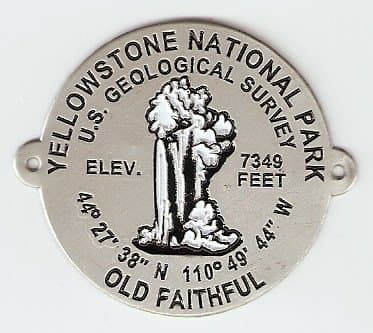 YELLOWSTONE NATIONAL PARK
U.S. GEOLOGICAL SURVEY
ELEV. 7349
FEET
44° 27' 38" N 110° 49' 44" W
OLD FAITHFUL